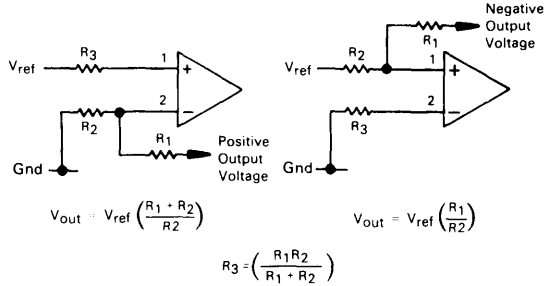 R3
Vref
1
+
2
−
R2
R1
Positive
Output
Voltage
Gnd
Vout = Vref (R1 + R2 / R2)
Negative
Output
Voltage
R1
R2
Vref
1
+
2
−
R3
Gnd
Vout = Vref (R1 / R2)
R3 = (R1R2 / R1 + R2)